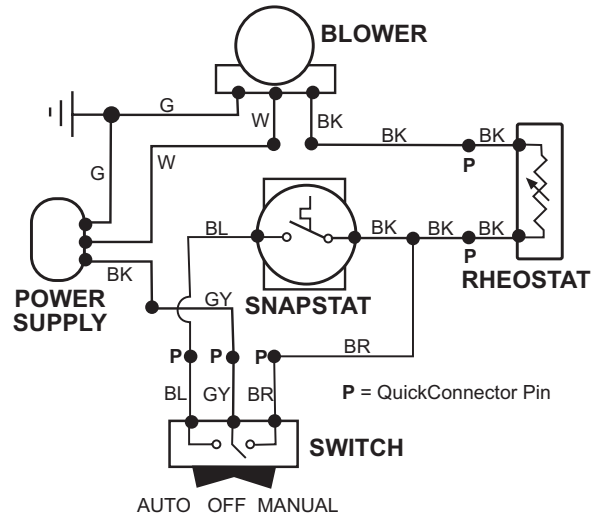 BLOWER
G
W
BK
BK
BK
P
G
W
BL
BK
BK
BK
P
RHEOSTAT
BK
POWER
SUPPLY
GY
SNAPSTAT
BR
P
P
P
BL
GY
BR
P = QuickConnector Pin
SWITCH
AUTO OFF MANUAL